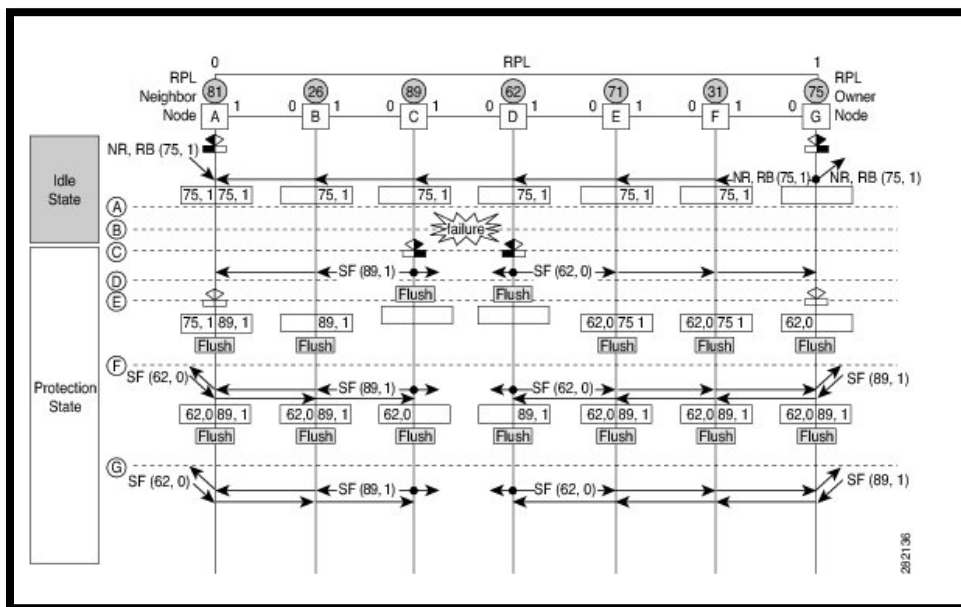 0 RPL 1
RPL Neighbor Node
81 26 89 62 71 31 75
RPL Owner Node
A 1 0 B 1 0 C 1 0 D 1 0 E 1 0 F 1 0 G
Idle State
NR, RB (75, 1)
NR, RB (75, 1)
NR, RB (75, 1)
75, 1 75, 1 75, 1 75, 1 75, 1 75, 1 75, 1
A
B
failure
C
SF (89, 1) SF (62, 0)
D
Flush Flush
E
75, 1 89, 1 89, 1 62,0 75 1 62,0 75 1 62,0
Flush Flush Flush Flush Flush
Protection State
F
SF (62, 0) SF (89, 1) SF (62, 0) SF (89, 1)
62,0 89, 1 62,0 89, 1 62,0 89, 1 62,0 89, 1 62,0 89, 1 62,0 89, 1
Flush Flush Flush Flush Flush
G
SF (62, 0) SF (89, 1) SF (62, 0) SF (89, 1)
282136